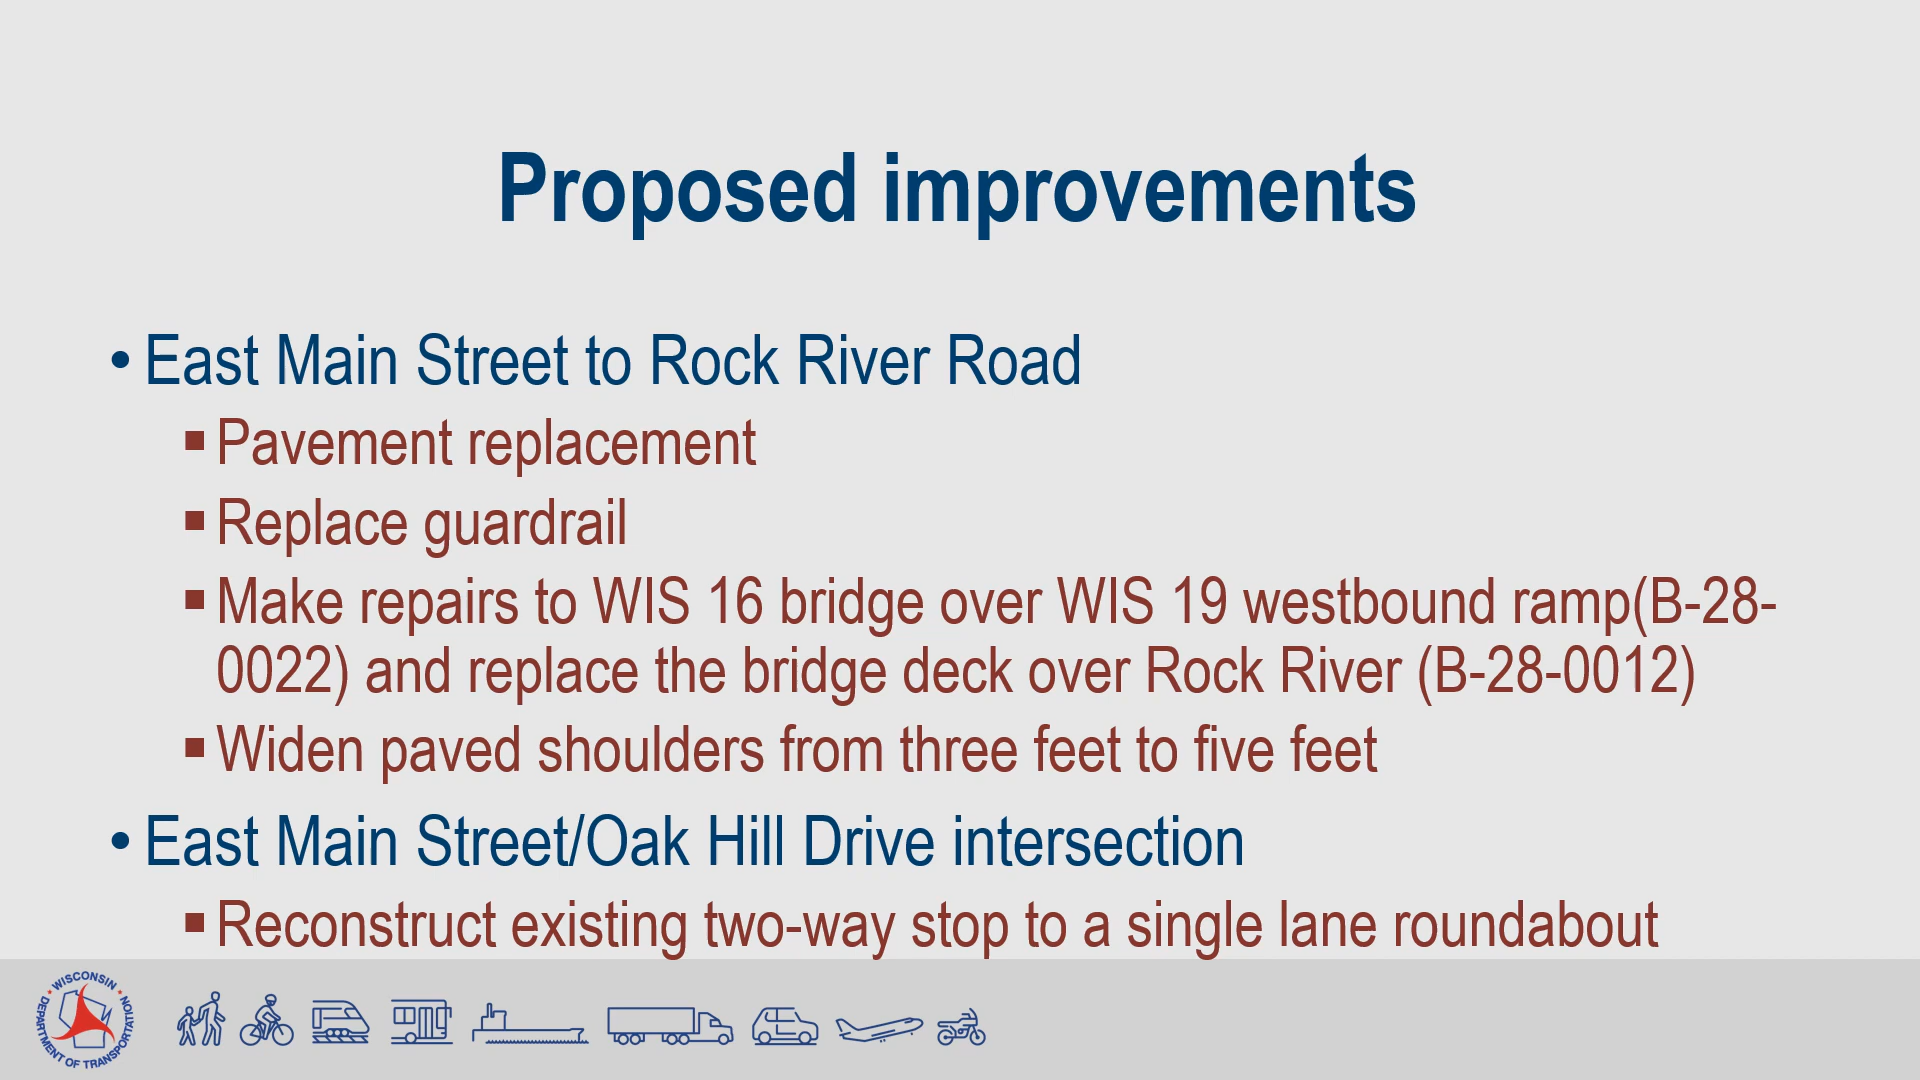 Proposed improvements
• East Main Street to Rock River Road
▪ Pavement replacement
▪ Replace guardrail
▪ Make repairs to WIS 16 bridge over WIS 19 westbound ramp(B-28-
0022) and replace the bridge deck over Rock River (B-28-0012)
▪ Widen paved shoulders from three feet to five feet
• East Main Street/Oak Hill Drive intersection
▪ Reconstruct existing two-way stop to a single lane roundabout
WISCONSIN
DEPARTMENT OF TRANSPORTATION